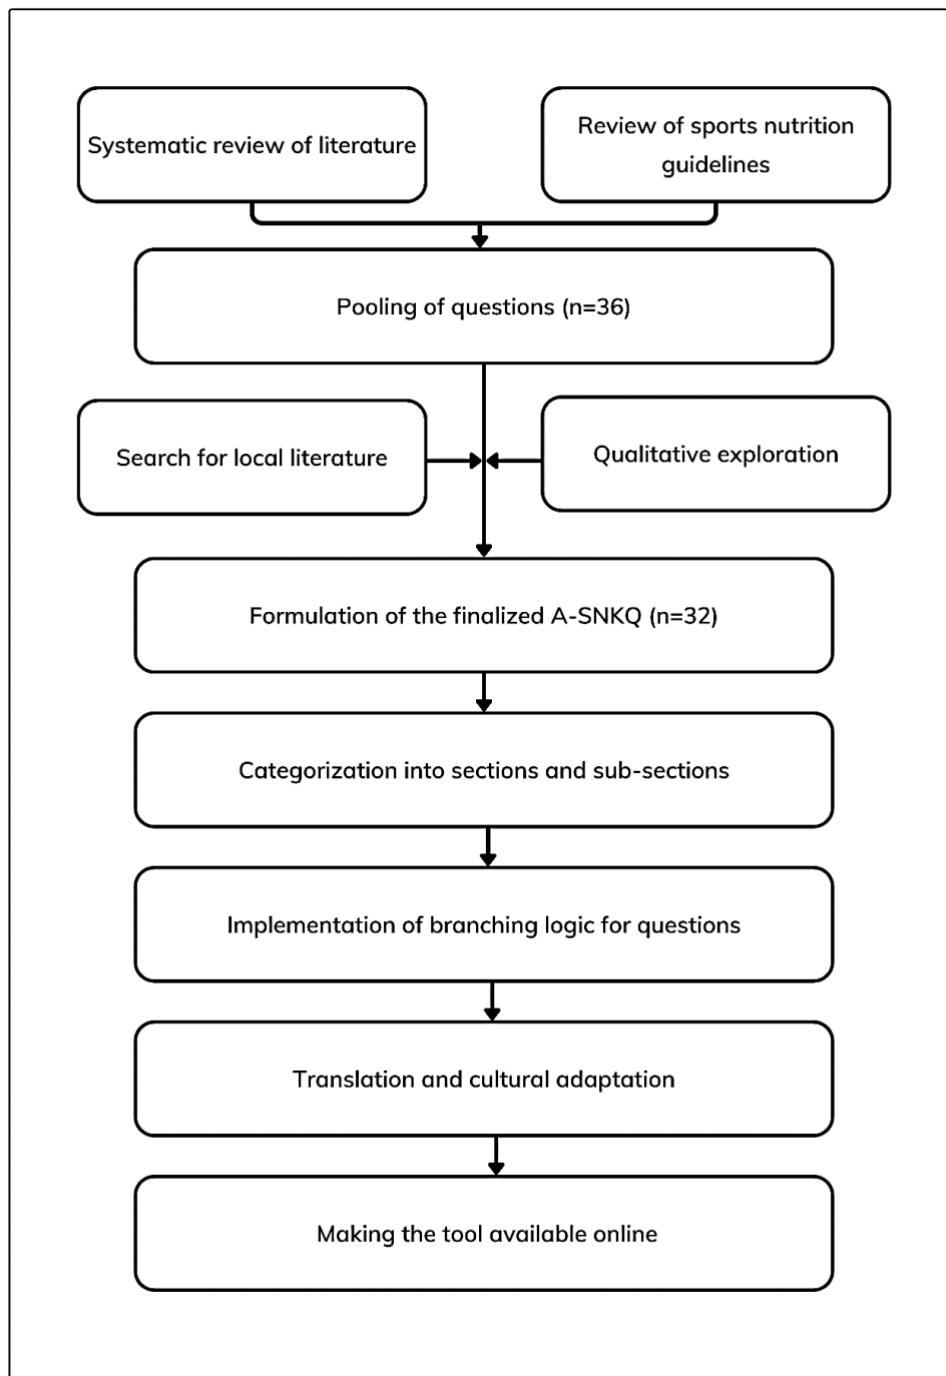 Systematic review of literature
Review of sports nutrition
guidelines
Pooling of questions (n=36)
Search for local literature
Qualitative exploration
Formulation of the finalized A-SNKQ (n=32)
Categorization into sections and sub-sections
Implementation of branching logic for questions
Translation and cultural adaptation
Making the tool available online